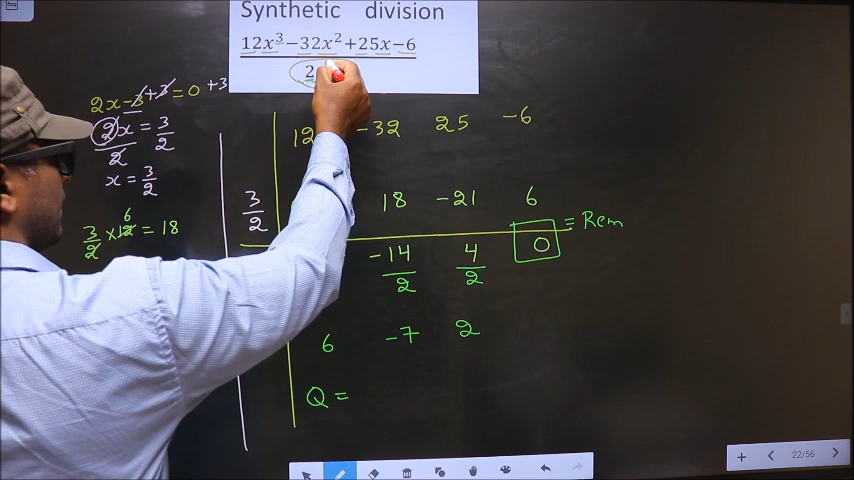 Synthetic division
12x³−32x²+25x−6
2
2x-3+3=0+3
2x = 3
2 2
x = 3/2
3/2 ×12 6 = 18
12 -32 25 -6
3/2 18 -21 6
-14/2 4/2 0 = Rem
6 -7 2
Q =
22/56